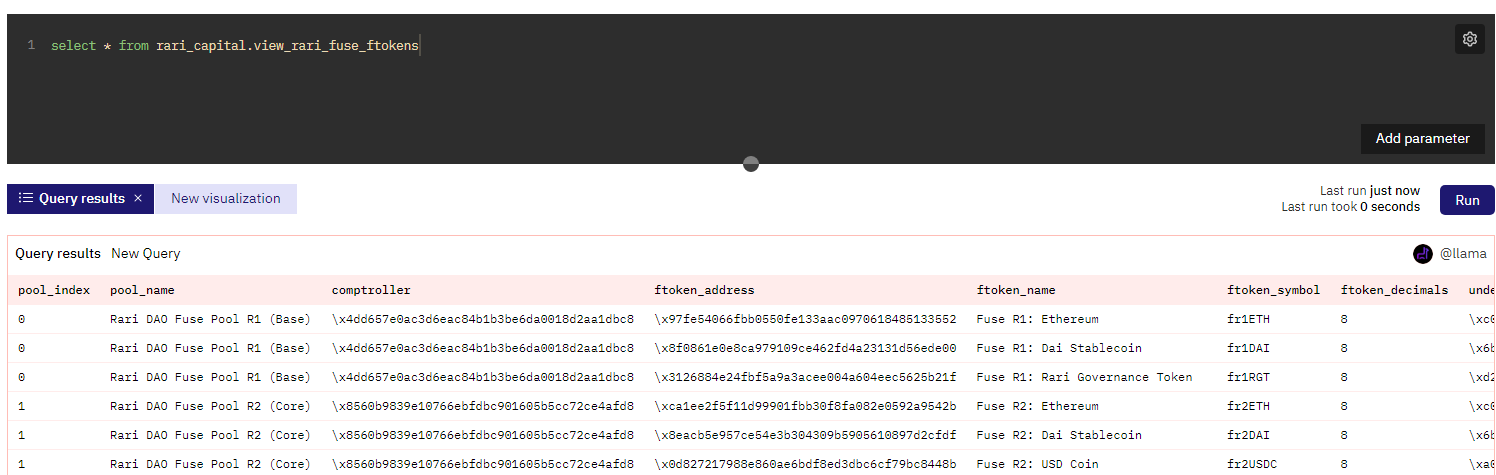 1 select * from rari_capital.view_rari_fuse_ftokens
Add parameter
Query results × New visualization
Last run just now
Last run took 0 seconds
Run
Query results New Query @llama
pool_index pool_name comptroller ftoken_address ftoken_name ftoken_symbol ftoken_decimals unde
0 Rari DAO Fuse Pool R1 (Base) \x4dd657e0ac3d6eac84b1b3be6da0018d2aa1dbc8 \x97fe54066fbb0550fe133aac0970618485133552 Fuse R1: Ethereum fr1ETH 8 \xc0
0 Rari DAO Fuse Pool R1 (Base) \x4dd657e0ac3d6eac84b1b3be6da0018d2aa1dbc8 \x8f0861e0e8ca979109ce462fd4a23131d56ede00 Fuse R1: Dai Stablecoin fr1DAI 8 \x6b
0 Rari DAO Fuse Pool R1 (Base) \x4dd657e0ac3d6eac84b1b3be6da0018d2aa1dbc8 \x3126884e24fbf5a9a3acee004a604eec5625b21f Fuse R1: Rari Governance Token fr1RGT 8 \xd2
1 Rari DAO Fuse Pool R2 (Core) \x8560b9839e10766ebfdbc901605b5cc72ce4afd8 \xca1ee2f5f11d99901fbb30f8fa082e0592a9542b Fuse R2: Ethereum fr2ETH 8 \xc0
1 Rari DAO Fuse Pool R2 (Core) \x8560b9839e10766ebfdbc901605b5cc72ce4afd8 \x8eacb5e957ce54e3b304309b5905610897d2cfdf Fuse R2: Dai Stablecoin fr2DAI 8 \x6b
1 Rari DAO Fuse Pool R2 (Core) \x8560b9839e10766ebfdbc901605b5cc72ce4afd8 \x0d827217988e860ae6bdf8ed3dbc6cf79bc8448b Fuse R2: USD Coin fr2USDC 8 \xa0